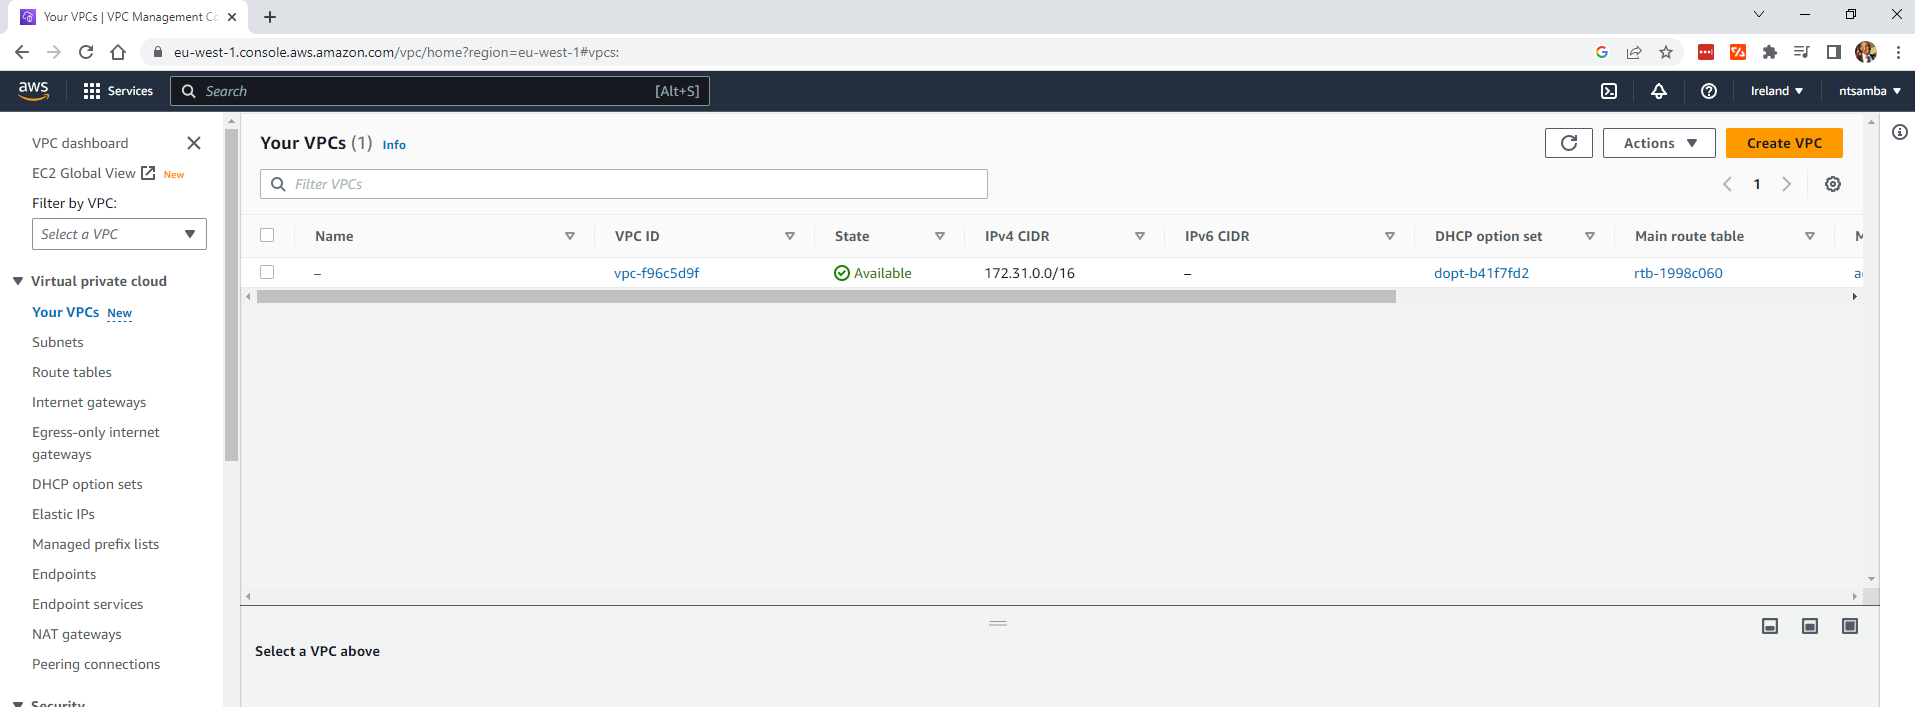 Your VPCs | VPC Management Co
eu-west-1.console.aws.amazon.com/vpc/home?region=eu-west-1#vpcs:
aws
Services
Search
[Alt+S]
Ireland
ntsamba
VPC dashboard
EC2 Global View New
Filter by VPC:
Select a VPC
Virtual private cloud
Your VPCs New
Subnets
Route tables
Internet gateways
Egress-only internet
gateways
DHCP option sets
Elastic IPs
Managed prefix lists
Endpoints
Endpoint services
NAT gateways
Peering connections
Security
Your VPCs (1) Info
Actions
Create VPC
Filter VPCs
1
Name VPC ID State IPv4 CIDR IPv6 CIDR DHCP option set Main route table M
– vpc-f96c5d9f Available 172.31.0.0/16 – dopt-b41f7fd2 rtb-1998c060 a
Select a VPC above